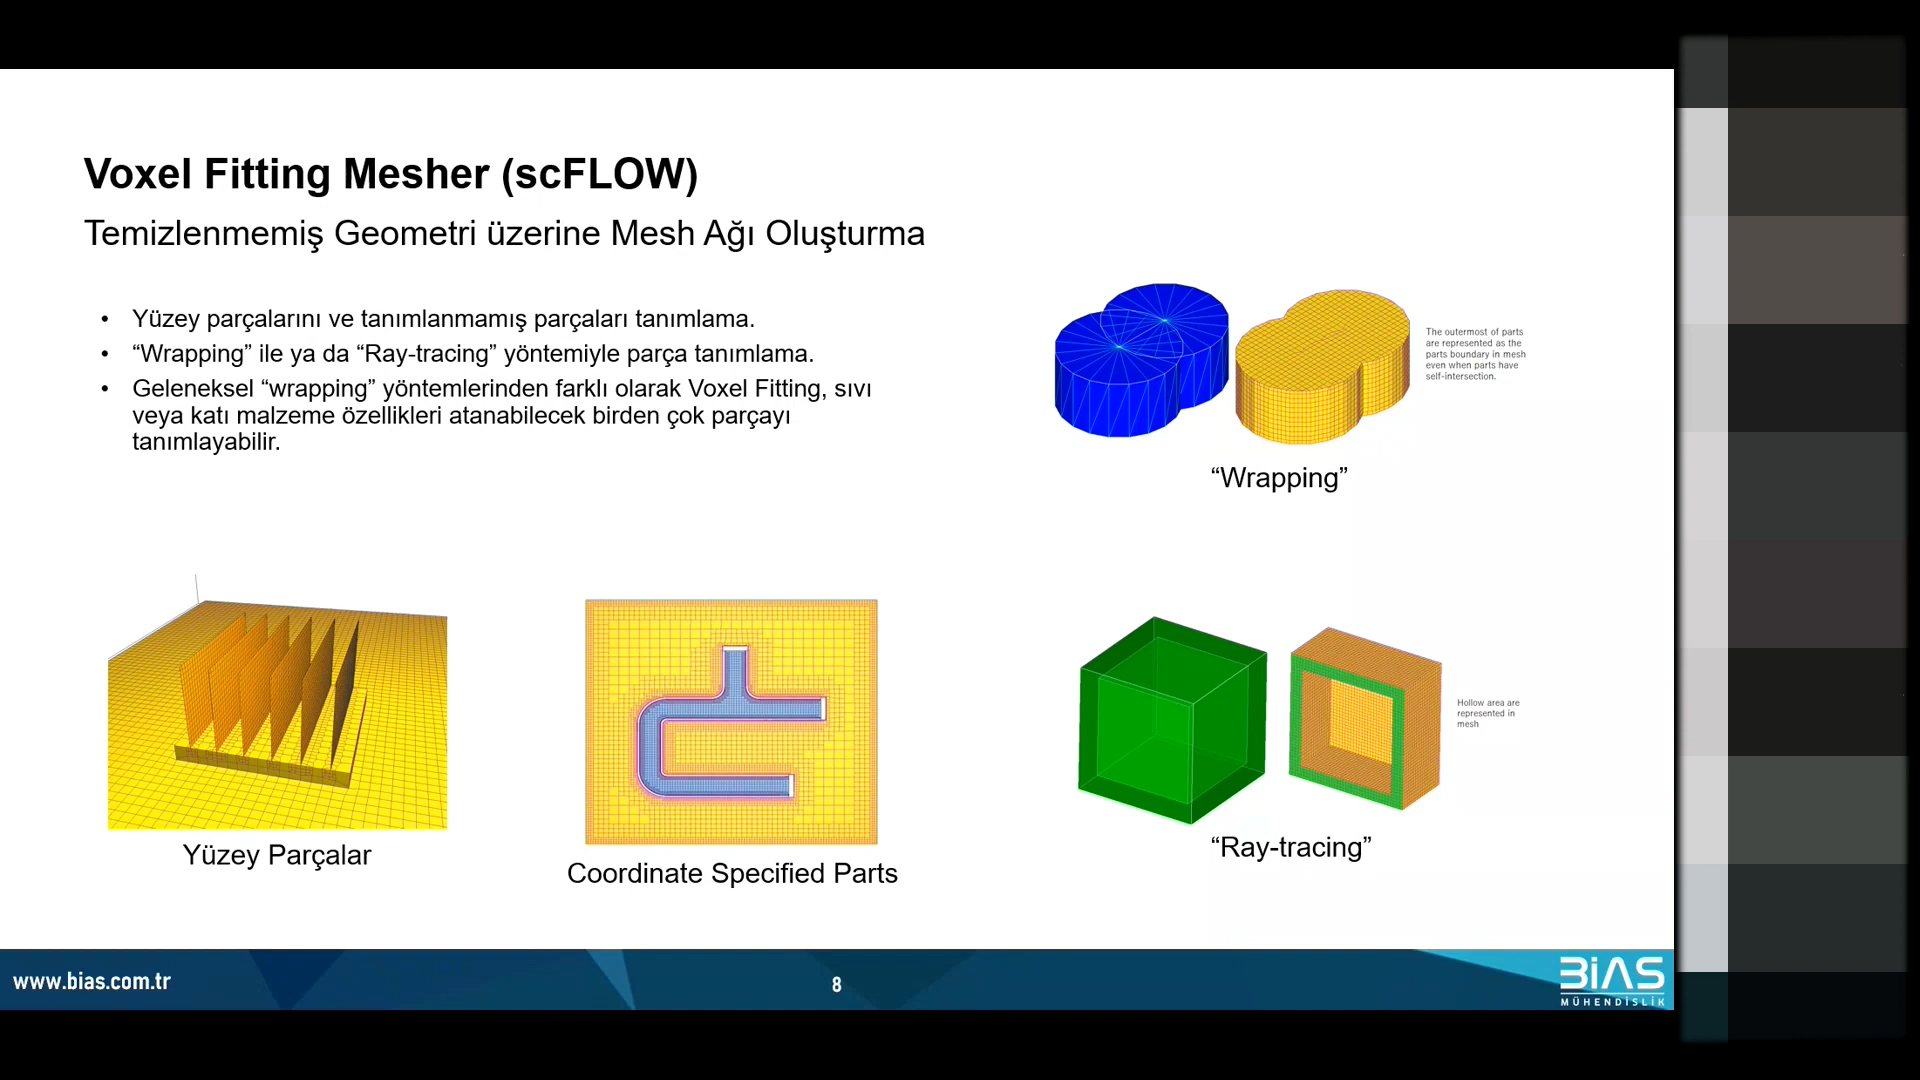 Voxel Fitting Mesher (scFLOW)
Temizlenmemiş Geometri üzerine Mesh Ağı Oluşturma
• Yüzey parçalarını ve tanımlanmamış parçaları tanımlama.
• “Wrapping” ile ya da “Ray-tracing” yöntemiyle parça tanımlama.
• Geleneksel “wrapping” yöntemlerinden farklı olarak Voxel Fitting, sıvı
veya katı malzeme özellikleri atanabilecek birden çok parçayı
tanımlayabilir.
The outermost of parts
are represented as the
parts boundary in mesh
even when parts have
self-intersection.
“Wrapping”
Yüzey Parçalar
Coordinate Specified Parts
Hollow area are
represented in
mesh
“Ray-tracing”
www.bias.com.tr
8
BiAS
MÜHENDİSLİK